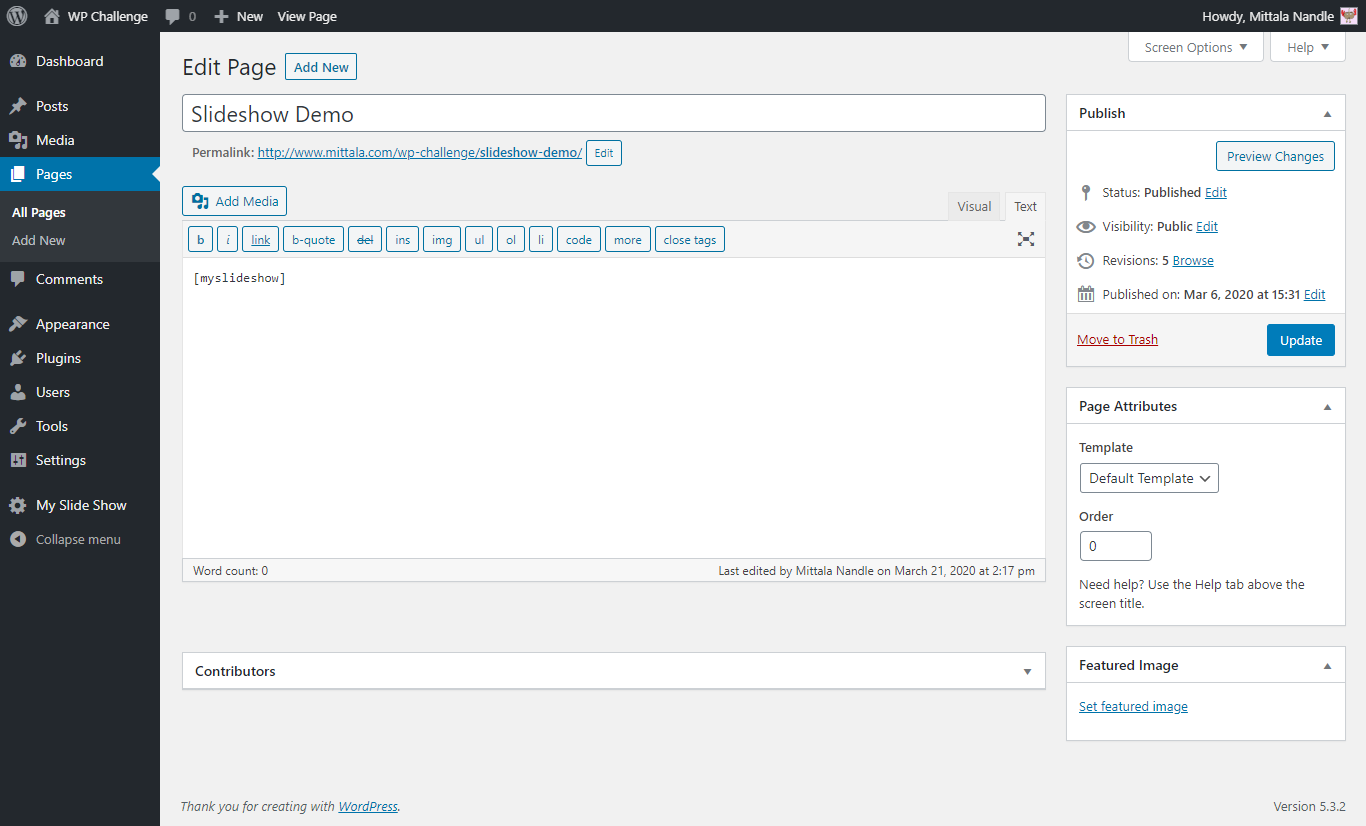 WP Challenge 0 New View Page Howdy, Mittala Nandle
Screen Options Help
Dashboard
Posts
Media
Pages
All Pages
Add New
Comments
Appearance
Plugins
Users
Tools
Settings
My Slide Show
Collapse menu
Edit Page Add New
Slideshow Demo
Permalink: http://www.mittala.com/wp-challenge/slideshow-demo/ Edit
Add Media Visual Text
b i link b-quote del ins img ul ol li code more close tags
[myslideshow]
Word count: 0 Last edited by Mittala Nandle on March 21, 2020 at 2:17 pm
Contributors
Publish
Preview Changes
Status: Published Edit
Visibility: Public Edit
Revisions: 5 Browse
Published on: Mar 6, 2020 at 15:31 Edit
Move to Trash Update
Page Attributes
Template
Default Template
Order
0
Need help? Use the Help tab above the
screen title.
Featured Image
Set featured image
Thank you for creating with WordPress. Version 5.3.2